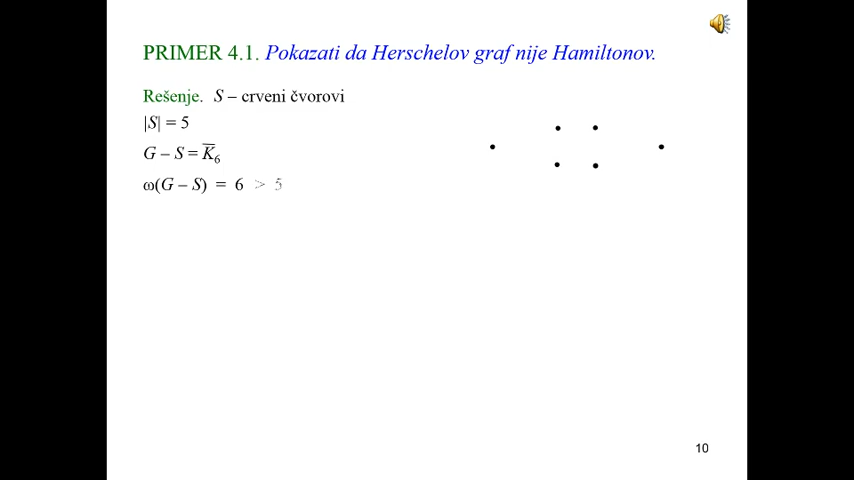 PRIMER 4.1. Pokazati da Herschelov graf nije Hamiltonov.
Rešenje. S – crveni čvorovi
|S| = 5
G – S = K̅₆
ω(G – S) = 6 > 5
10